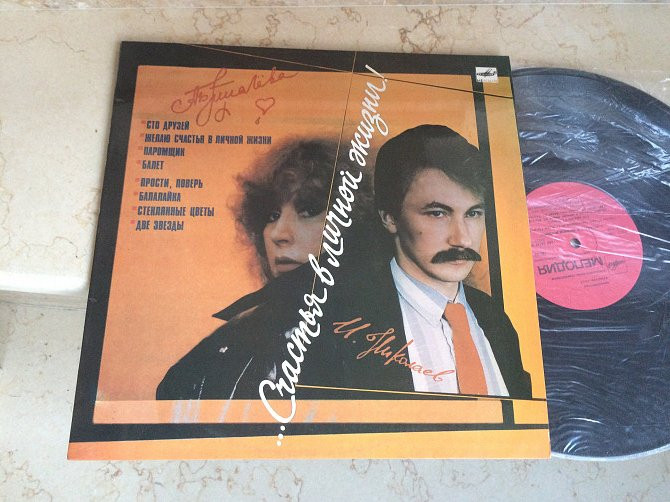 А. Пугачёва
СТО ДРУЗЕЙ
ЖЕЛАЮ СЧАСТЬЯ В ЛИЧНОЙ ЖИЗНИ
ПАРОМЩИК
БАЛЕТ
ПРОСТИ, ПОВЕРЬ
БАЛАЛАЙКА
СТЕКЛЯННЫЕ ЦВЕТЫ
ДВЕ ЗВЕЗДЫ
...Счастья в личной жизни!
И. Николаев
МЕЛОДИЯ